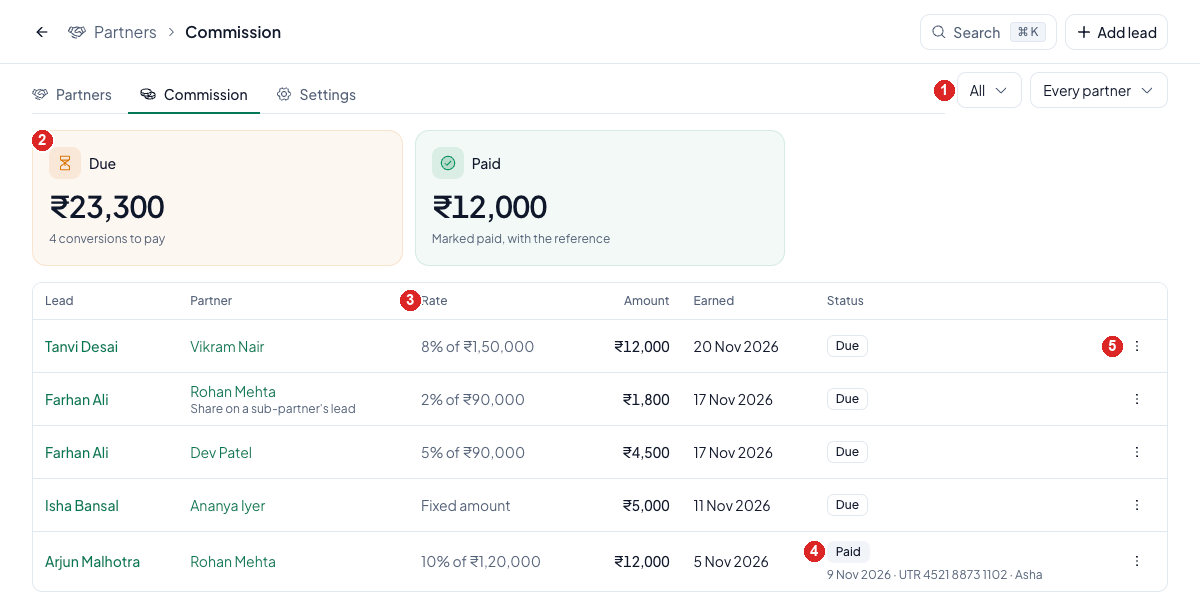 Partners > Commission
Search ⌘ K
+ Add lead
Partners
Commission
Settings
1
All
Every partner
2
Due
₹23,300
4 conversions to pay
Paid
₹12,000
Marked paid, with the reference
Lead Partner 3 Rate Amount Earned Status
Tanvi Desai Vikram Nair 8% of ₹1,50,000 ₹12,000 20 Nov 2026 Due 5
Farhan Ali Rohan Mehta 2% of ₹90,000 ₹1,800 17 Nov 2026 Due
Share on a sub-partner's lead
Farhan Ali Dev Patel 5% of ₹90,000 ₹4,500 17 Nov 2026 Due
Isha Bansal Ananya Iyer Fixed amount ₹5,000 11 Nov 2026 Due
Arjun Malhotra Rohan Mehta 10% of ₹1,20,000 ₹12,000 5 Nov 2026 4 Paid
9 Nov 2026 · UTR 4521 8873 1102 · Asha